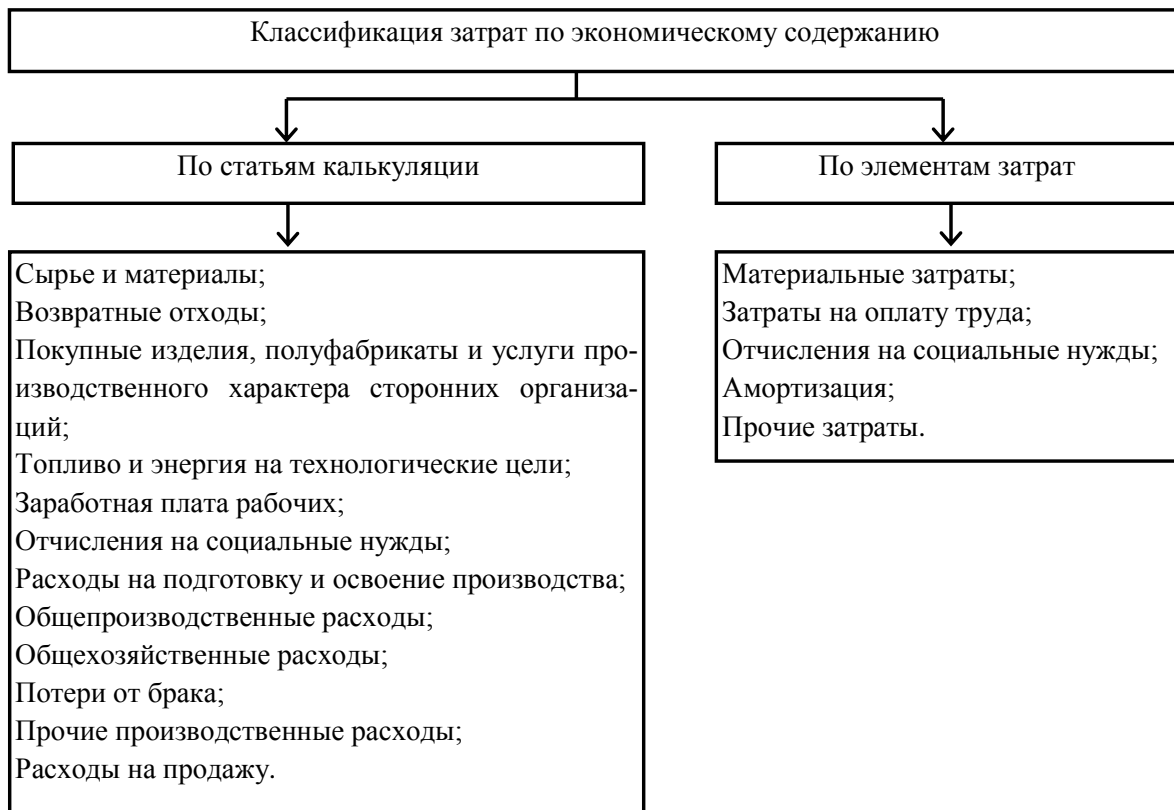 Классификация затрат по экономическому содержанию
По статьям калькуляции
По элементам затрат
Сырье и материалы;
Возвратные отходы;
Покупные изделия, полуфабрикаты и услуги про-
изводственного характера сторонних организа-
ций;
Топливо и энергия на технологические цели;
Заработная плата рабочих;
Отчисления на социальные нужды;
Расходы на подготовку и освоение производства;
Общепроизводственные расходы;
Общехозяйственные расходы;
Потери от брака;
Прочие производственные расходы;
Расходы на продажу.
Материальные затраты;
Затраты на оплату труда;
Отчисления на социальные нужды;
Амортизация;
Прочие затраты.